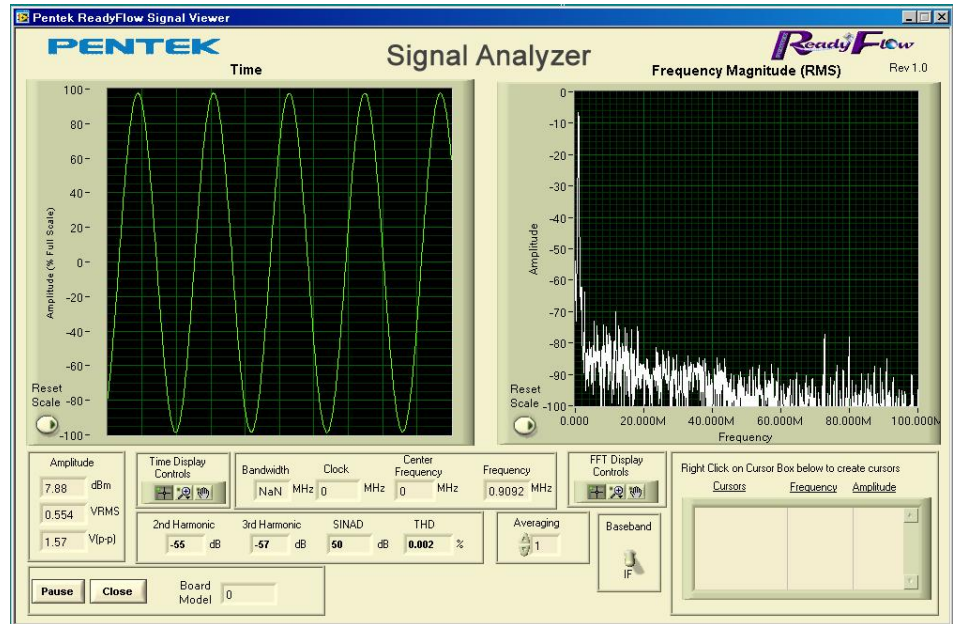 Pentek ReadyFlow Signal Viewer
PENTEK
Signal Analyzer
ReadyFlow
Rev 1.0
Time
Frequency Magnitude (RMS)
Amplitude (% Full Scale)
100-
80-
60-
40-
20-
0-
-20-
-40-
-60-
-80-
-100-
Reset
Scale
Amplitude
0-
-10-
-20-
-30-
-40-
-50-
-60-
-70-
-80-
-90-
-100-
Reset
Scale
0.000 20.000M 40.000M 60.000M 80.000M 100.000M
Frequency
Amplitude
7.88 dBm
0.554 VRMS
1.57 V(p-p)
Time Display
Controls
Bandwidth
NaN MHz
Clock
0 MHz
Center
Frequency
0 MHz
Frequency
0.9092 MHz
FFT Display
Controls
2nd Harmonic
-55 dB
3rd Harmonic
-57 dB
SINAD
50 dB
THD
0.002 %
Averaging
1
Baseband
IF
Right Click on Cursor Box below to create cursors
Cursors Frequency Amplitude
Pause Close
Board
Model 0